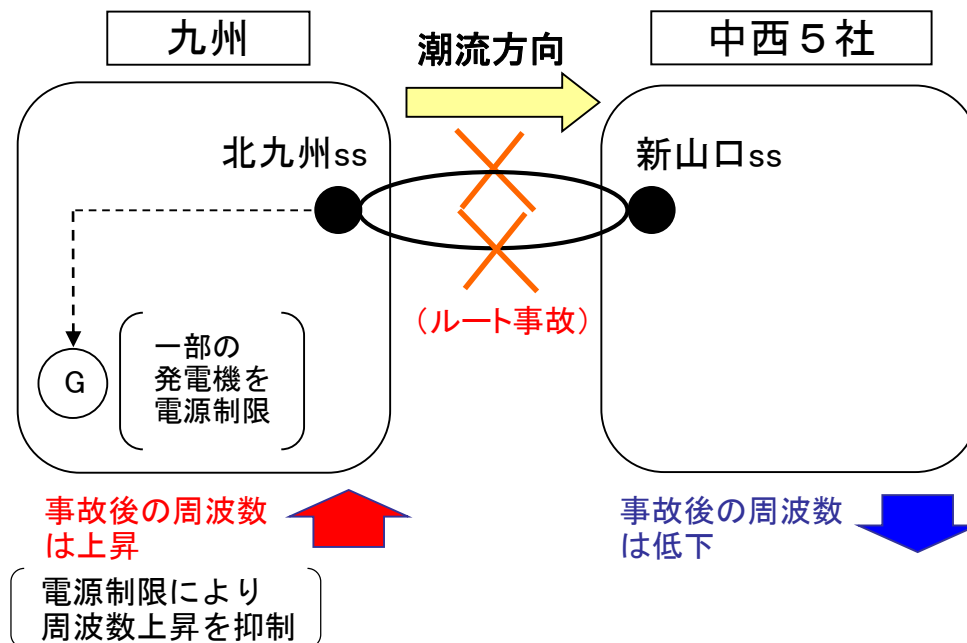 九州
潮流方向
中西5社
北九州ss
新山口ss
(ルート事故)
G
一部の
発電機を
電源制限
事故後の周波数
は上昇
電源制限により
周波数上昇を抑制
事故後の周波数
は低下